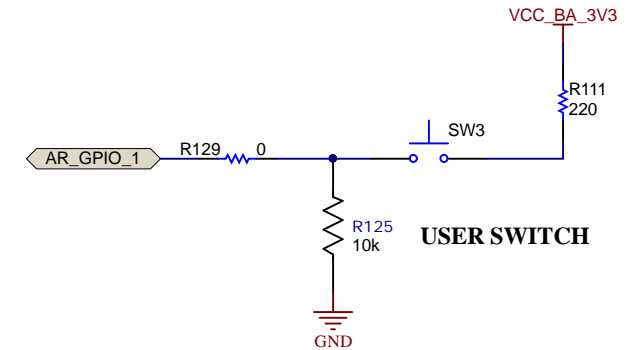 VCC_BA_3V3
R111
220
SW3
AR_GPIO_1
R129 0
R125
10k
USER SWITCH
GND